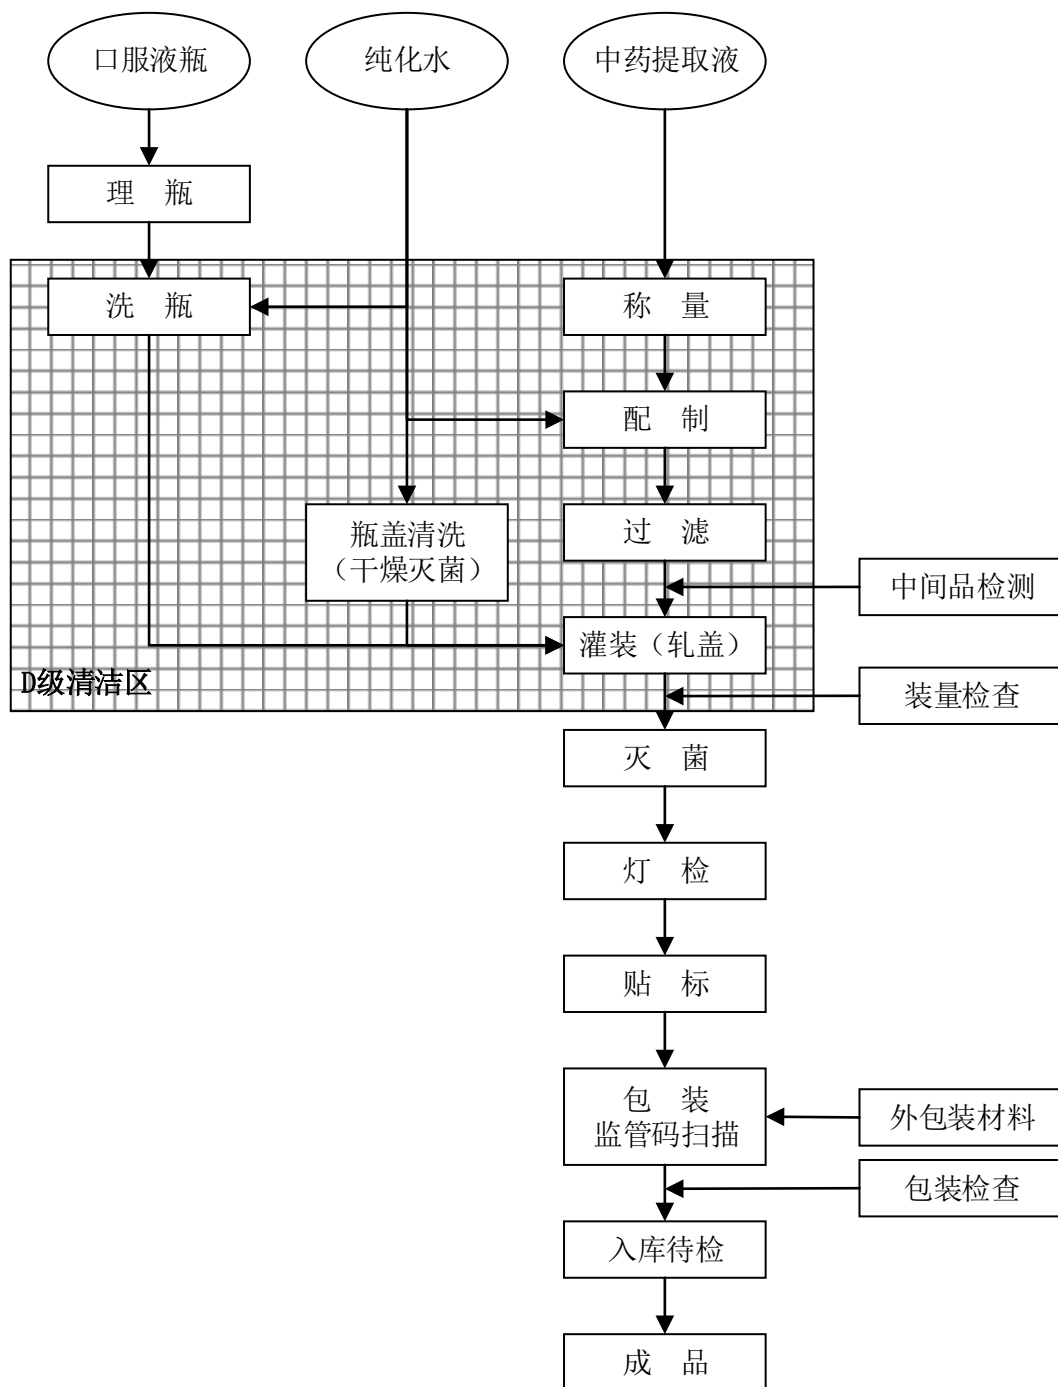 口服液瓶
纯化水
中药提取液
理 瓶
洗 瓶
称 量
配 制
瓶盖清洗
（干燥灭菌）
过 滤
中间品检测
灌装（轧盖）
D级清洁区
装量检查
灭 菌
灯 检
贴 标
包 装
监管码扫描
外包装材料
包装检查
入库待检
成 品